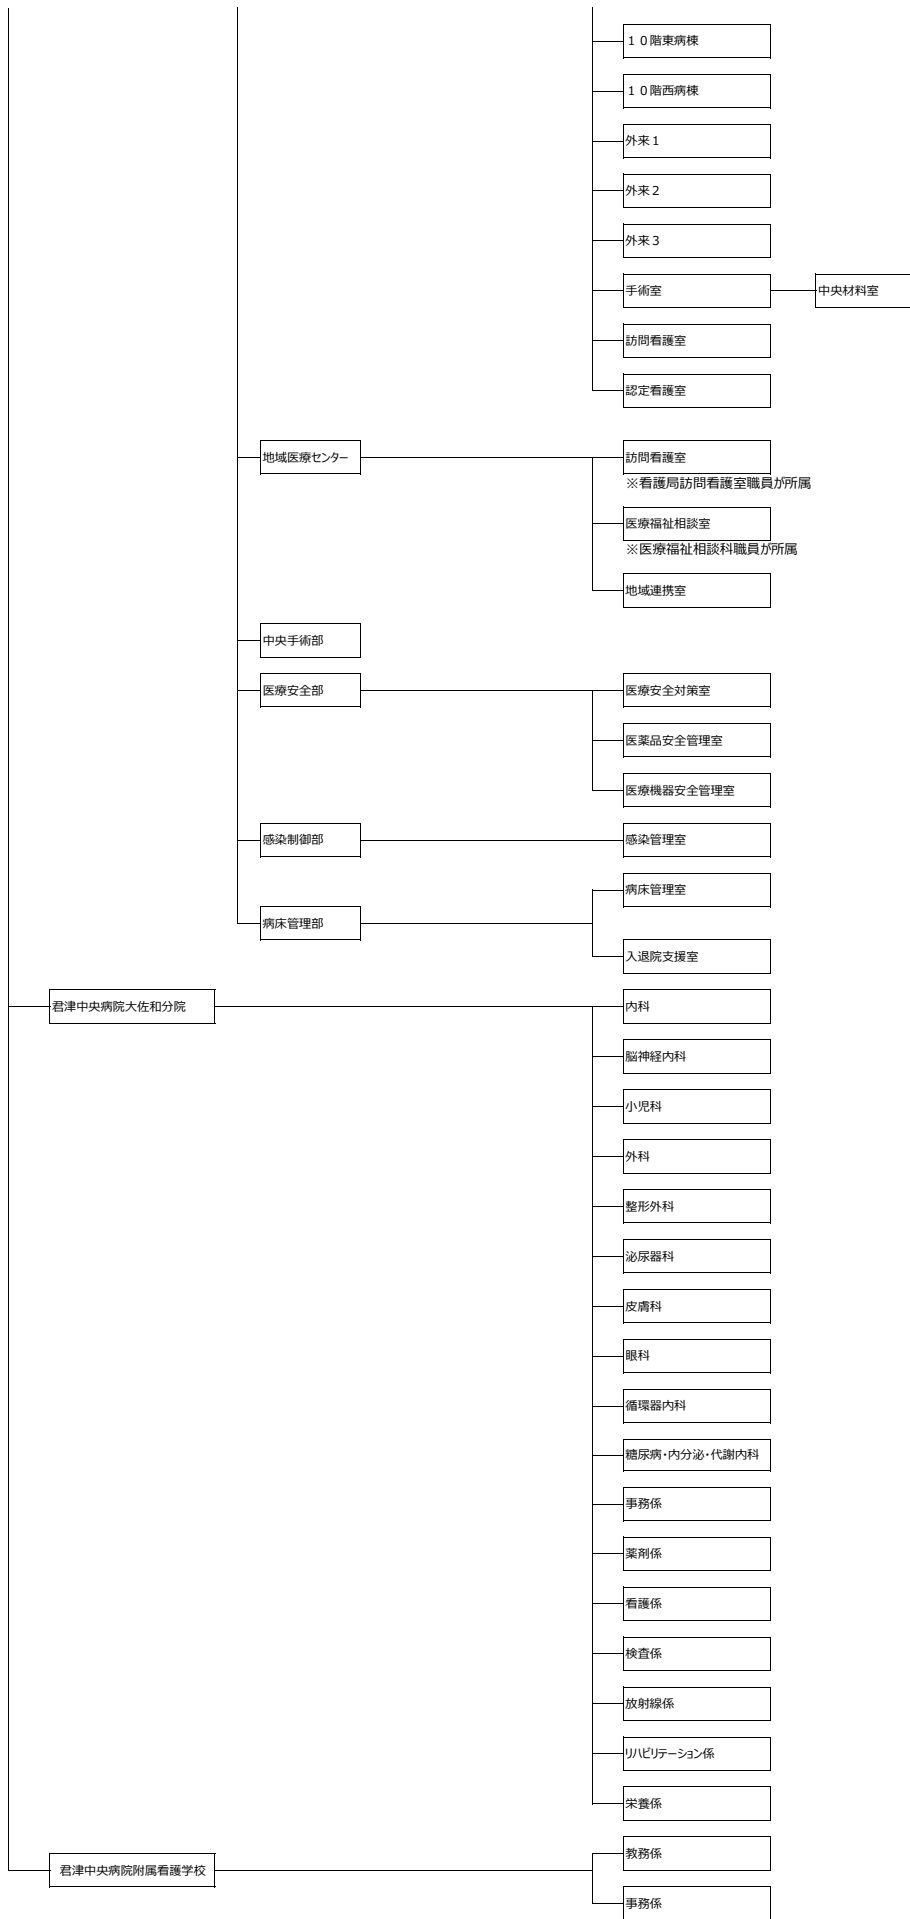 １０階東病棟
１０階西病棟
外来１
外来２
外来３
手術室
中央材料室
訪問看護室
認定看護室
地域医療センター
訪問看護室
※看護局訪問看護室職員が所属
医療福祉相談室
※医療福祉相談科職員が所属
地域連携室
中央手術部
医療安全部
医療安全対策室
医薬品安全管理室
医療機器安全管理室
感染制御部
感染管理室
病床管理部
病床管理室
入退院支援室
君津中央病院大佐和分院
内科
脳神経内科
小児科
外科
整形外科
泌尿器科
皮膚科
眼科
循環器内科
糖尿病・内分泌・代謝内科
事務係
薬剤係
看護係
検査係
放射線係
リハビリテーション係
栄養係
君津中央病院附属看護学校
教務係
事務係